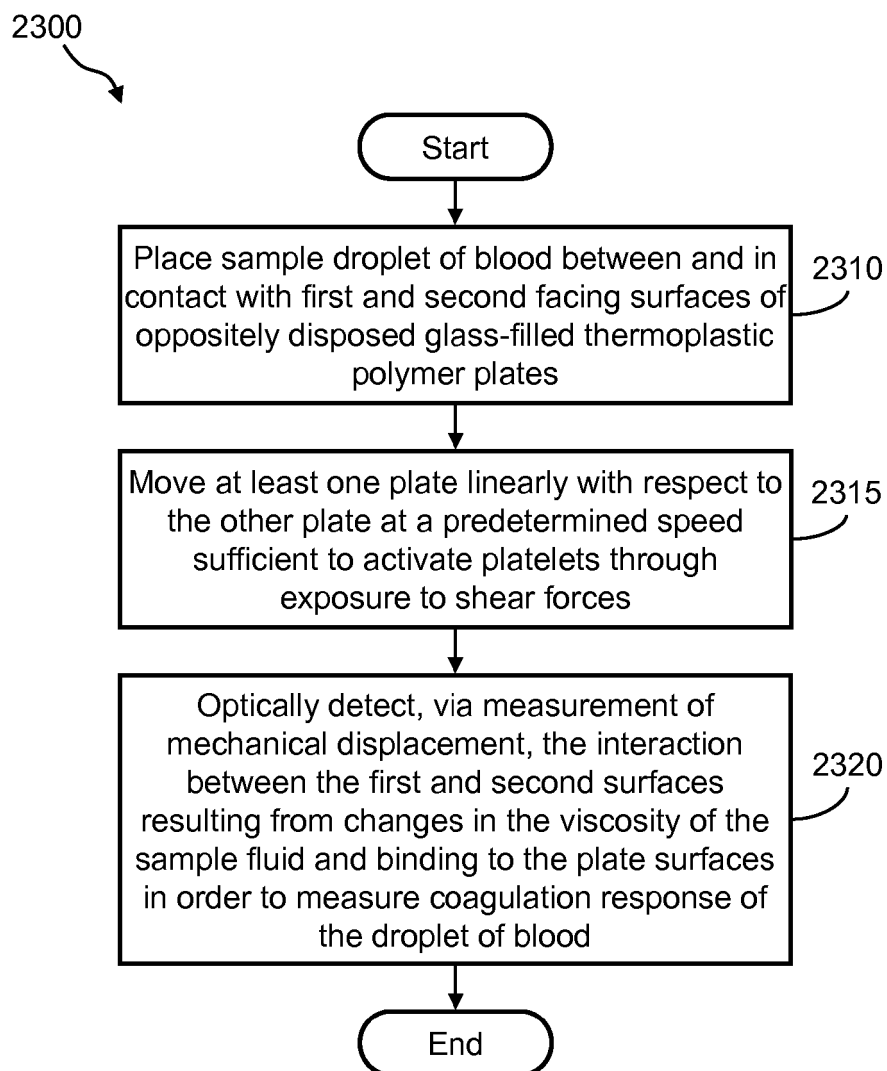 2300
Start
Place sample droplet of blood between and in
contact with first and second facing surfaces of
oppositely disposed glass-filled thermoplastic
polymer plates
2310
Move at least one plate linearly with respect to
the other plate at a predetermined speed
sufficient to activate platelets through
exposure to shear forces
2315
Optically detect, via measurement of
mechanical displacement, the interaction
between the first and second surfaces
resulting from changes in the viscosity of the
sample fluid and binding to the plate surfaces
in order to measure coagulation response of
the droplet of blood
2320
End